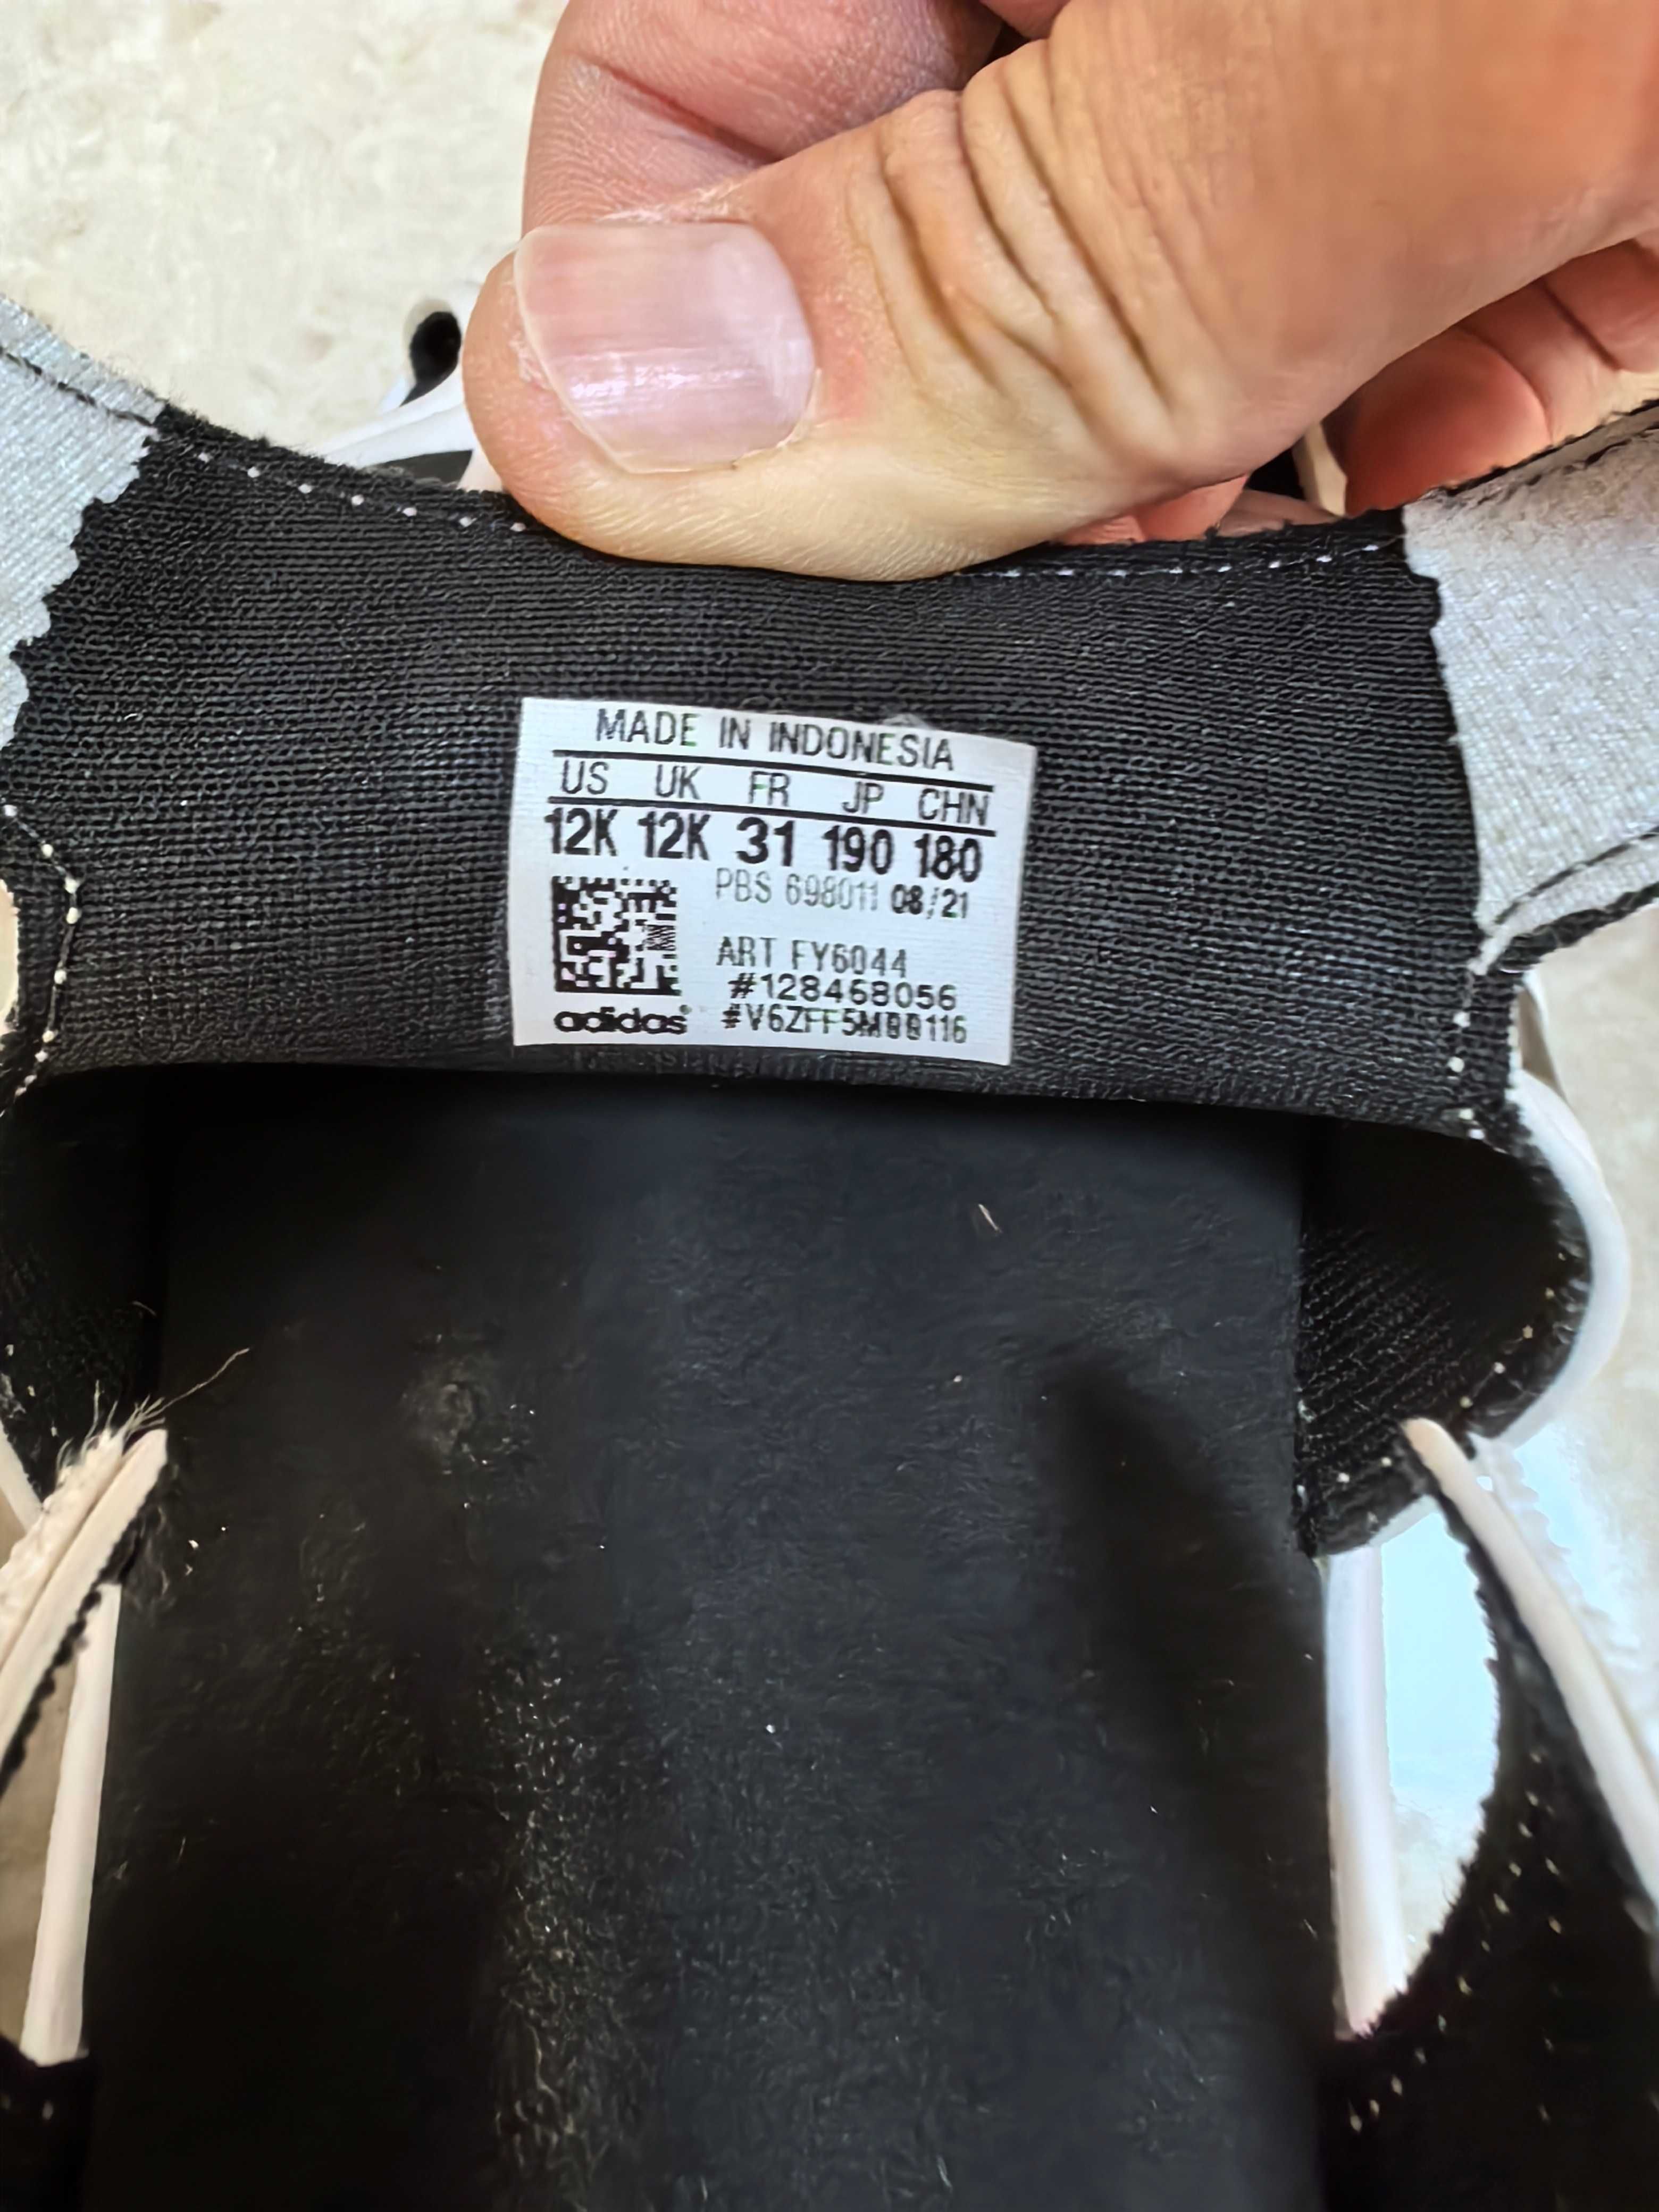 MADE IN INDONESIA
US UK FR JP CHN
12K 12K 31 190 180
PBS 698011 08/21
ART FY6044
#128468056
adidas®